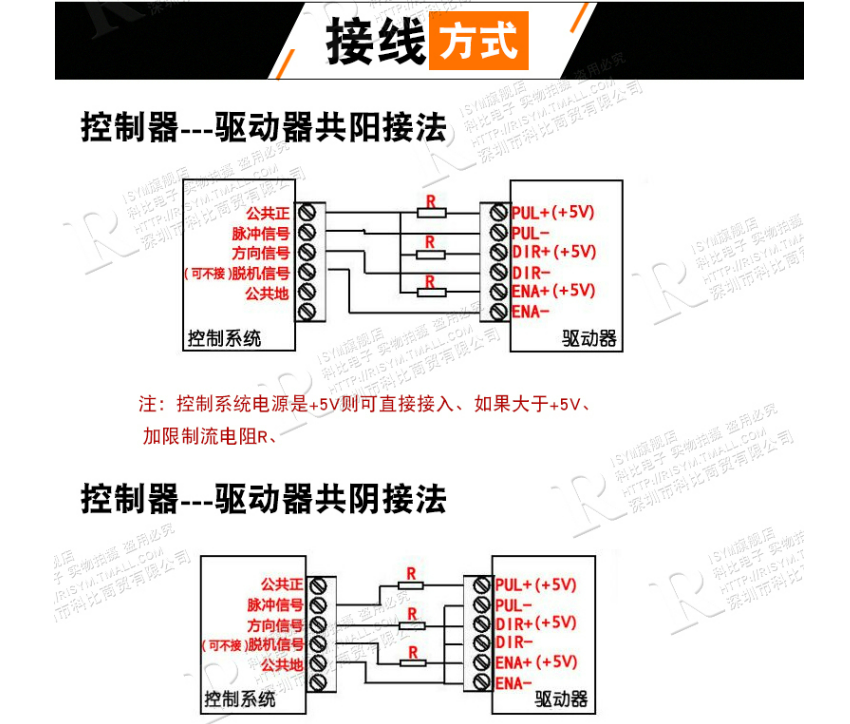 接线 方式
控制器---驱动器共阳接法
公共正
脉冲信号
方向信号
(可不接)脱机信号
公共地
控制系统
R
R
R
PUL+(+5V)
PUL-
DIR+(+5V)
DIR-
ENA+(+5V)
ENA-
驱动器
注：控制系统电源是+5V则可直接接入、如果大于+5V、
加限制流电阻R、
控制器---驱动器共阴接法
公共正
脉冲信号
方向信号
(可不接)脱机信号
公共地
控制系统
R
R
R
PUL+(+5V)
PUL-
DIR+(+5V)
DIR-
ENA+(+5V)
ENA-
驱动器
R
ISYM旗舰店
科比电子 实物拍摄 盗用必究
HTTP://RISYM.TMALL.COM
深圳市科比商贸有限公司